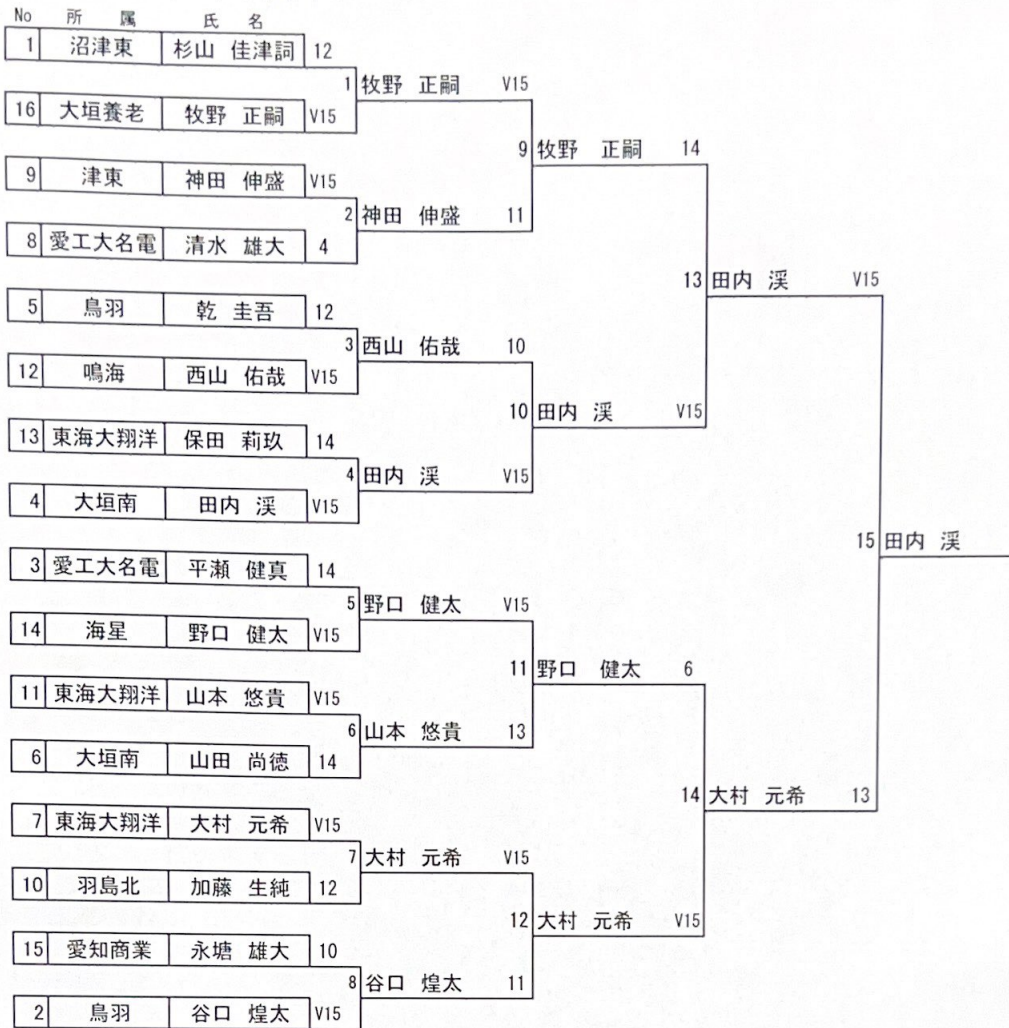 No 所 属 氏 名
1 沼津東 杉山 佳津詞 12
1 牧野 正嗣 V15
16 大垣養老 牧野 正嗣 V15
9 牧野 正嗣 14
9 津東 神田 伸盛 V15
2 神田 伸盛 11
8 愛工大名電 清水 雄大 4
13 田内 渓 V15
5 鳥羽 乾 圭吾 12
3 西山 佑哉 10
12 鳴海 西山 佑哉 V15
10 田内 渓 V15
13 東海大翔洋 保田 莉玖 14
4 田内 渓 V15
4 大垣南 田内 渓 V15
15 田内 渓
3 愛工大名電 平瀬 健真 14
5 野口 健太 V15
14 海星 野口 健太 V15
11 野口 健太 6
11 東海大翔洋 山本 悠貴 V15
6 山本 悠貴 13
6 大垣南 山田 尚徳 14
14 大村 元希 13
7 東海大翔洋 大村 元希 V15
7 大村 元希 V15
10 羽島北 加藤 生純 12
12 大村 元希 V15
15 愛知商業 永塘 雄大 10
8 谷口 煌太 11
2 鳥羽 谷口 煌太 V15